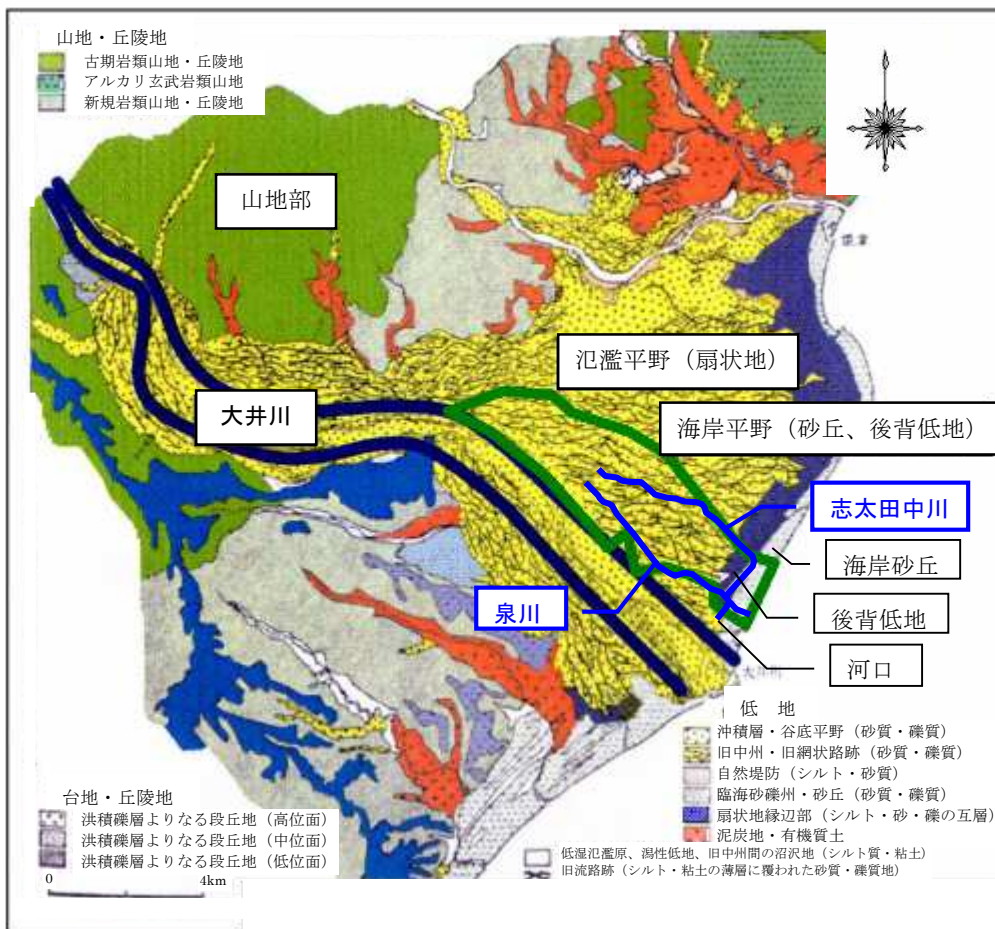 山地・丘陵地
古期岩類山地・丘陵地
アルカリ玄武岩類山地
新規岩類山地・丘陵地
山地部
焼津
氾濫平野（扇状地）
大井川
海岸平野（砂丘、後背低地）
志太田中川
海岸砂丘
泉川
後背低地
河口
低　地
沖積層・谷底平野（砂質・礫質）
旧中州・旧網状路跡（砂質・礫質）
自然堤防（シルト・砂質）
臨海砂礫州・砂丘（砂質・礫質）
扇状地縁辺部（シルト・砂・礫の互層）
泥炭地・有機質土
低湿氾濫原、潟性低地、旧中州間の沼沢地（シルト質・粘土）
旧流路跡（シルト・粘土の薄層に覆われた砂質・礫質地）
台地・丘陵地
洪積礫層よりなる段丘地（高位面）
洪積礫層よりなる段丘地（中位面）
洪積礫層よりなる段丘地（低位面）
0　4km